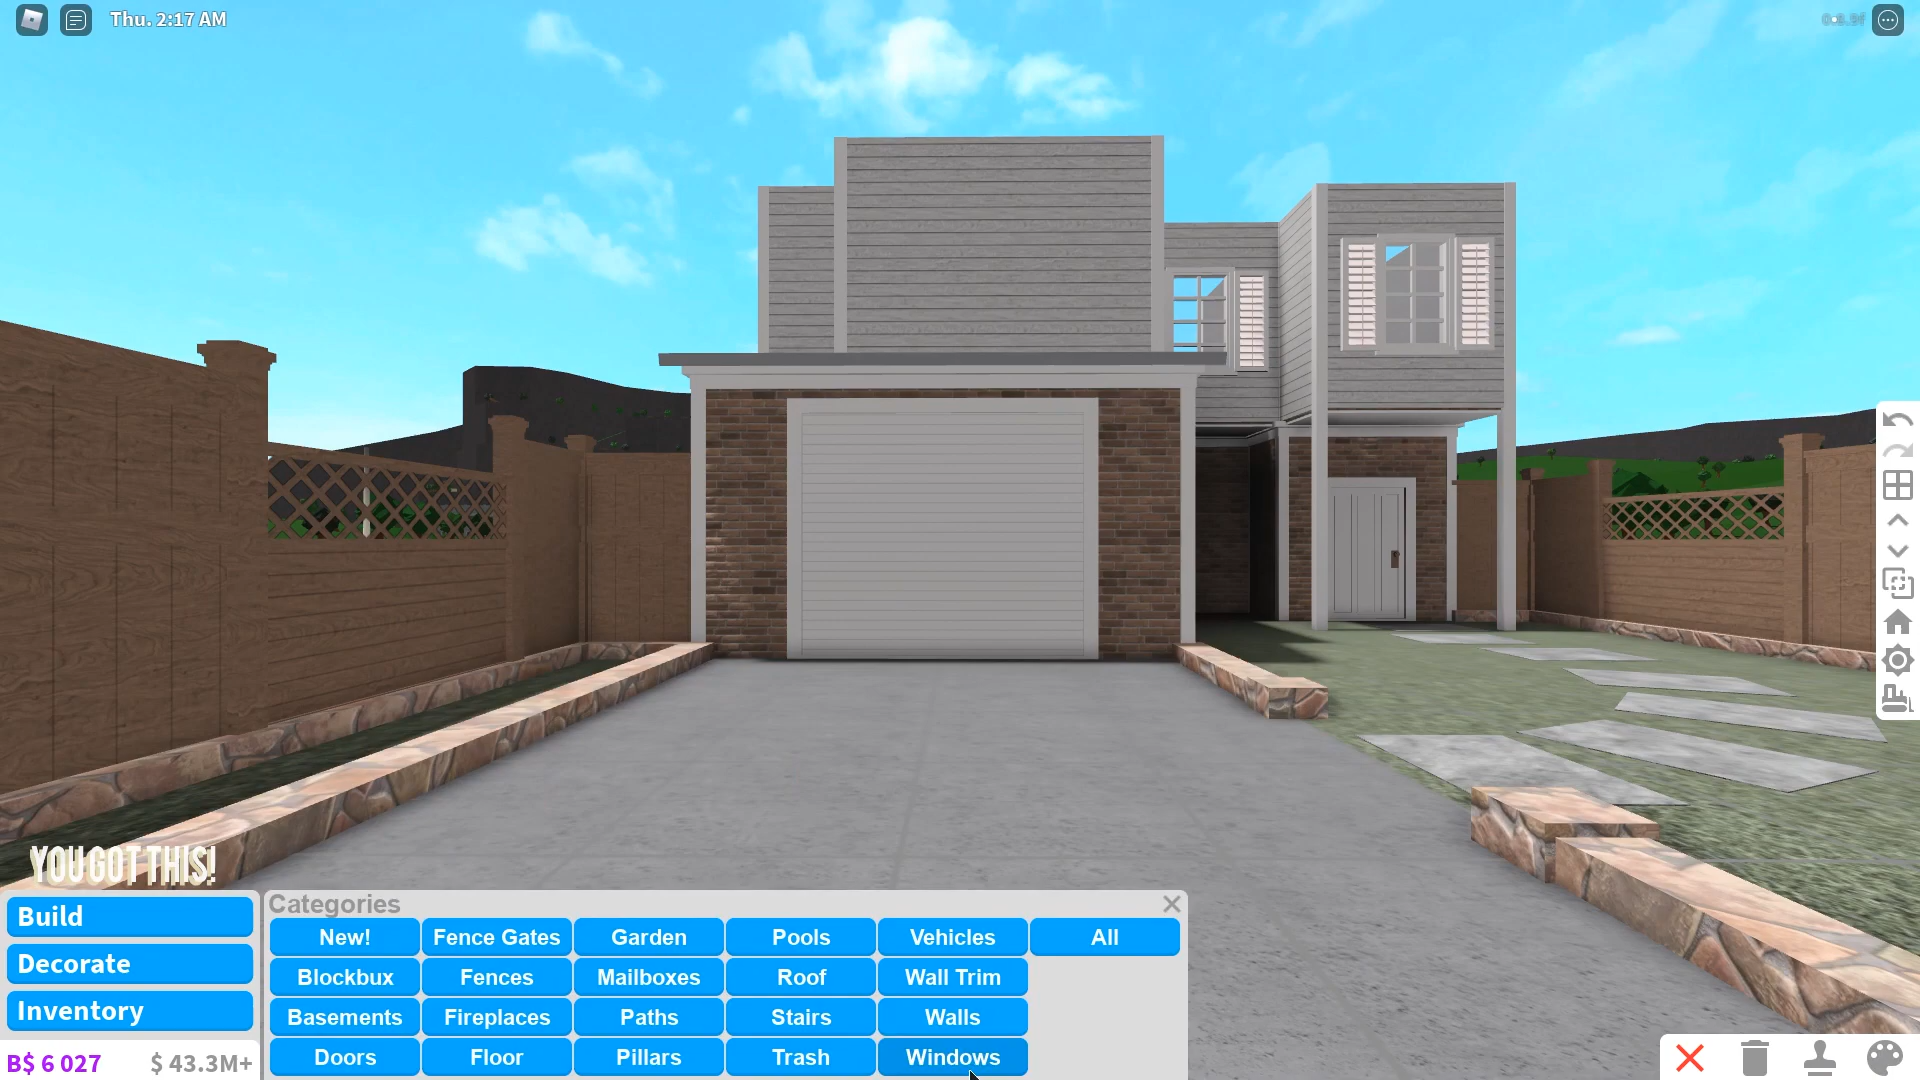 Thu. 2:17 AM
YOU GOT THIS!
Build
Decorate
Inventory
B$ 6 027
$ 43.3M+
Categories
New! Fence Gates Garden Pools Vehicles All
Blockbux Fences Mailboxes Roof Wall Trim
Basements Fireplaces Paths Stairs Walls
Doors Floor Pillars Trash Windows